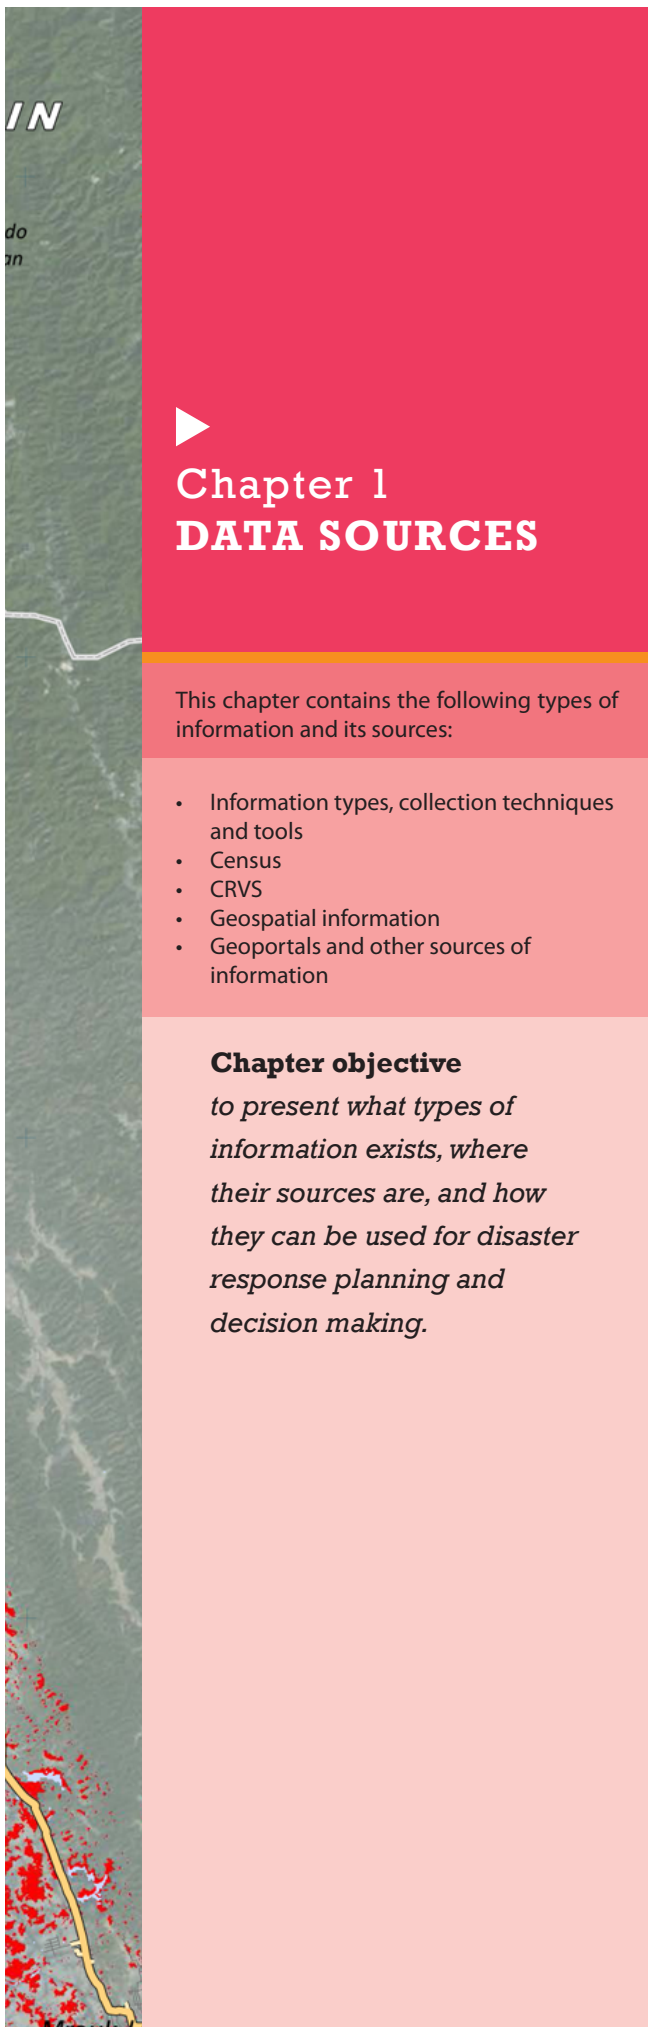 IN
do
an
Chapter 1
DATA SOURCES
This chapter contains the following types of
information and its sources:
• Information types, collection techniques
and tools
• Census
• CRVS
• Geospatial information
• Geoportals and other sources of
information
Chapter objective
to present what types of
information exists, where
their sources are, and how
they can be used for disaster
response planning and
decision making.